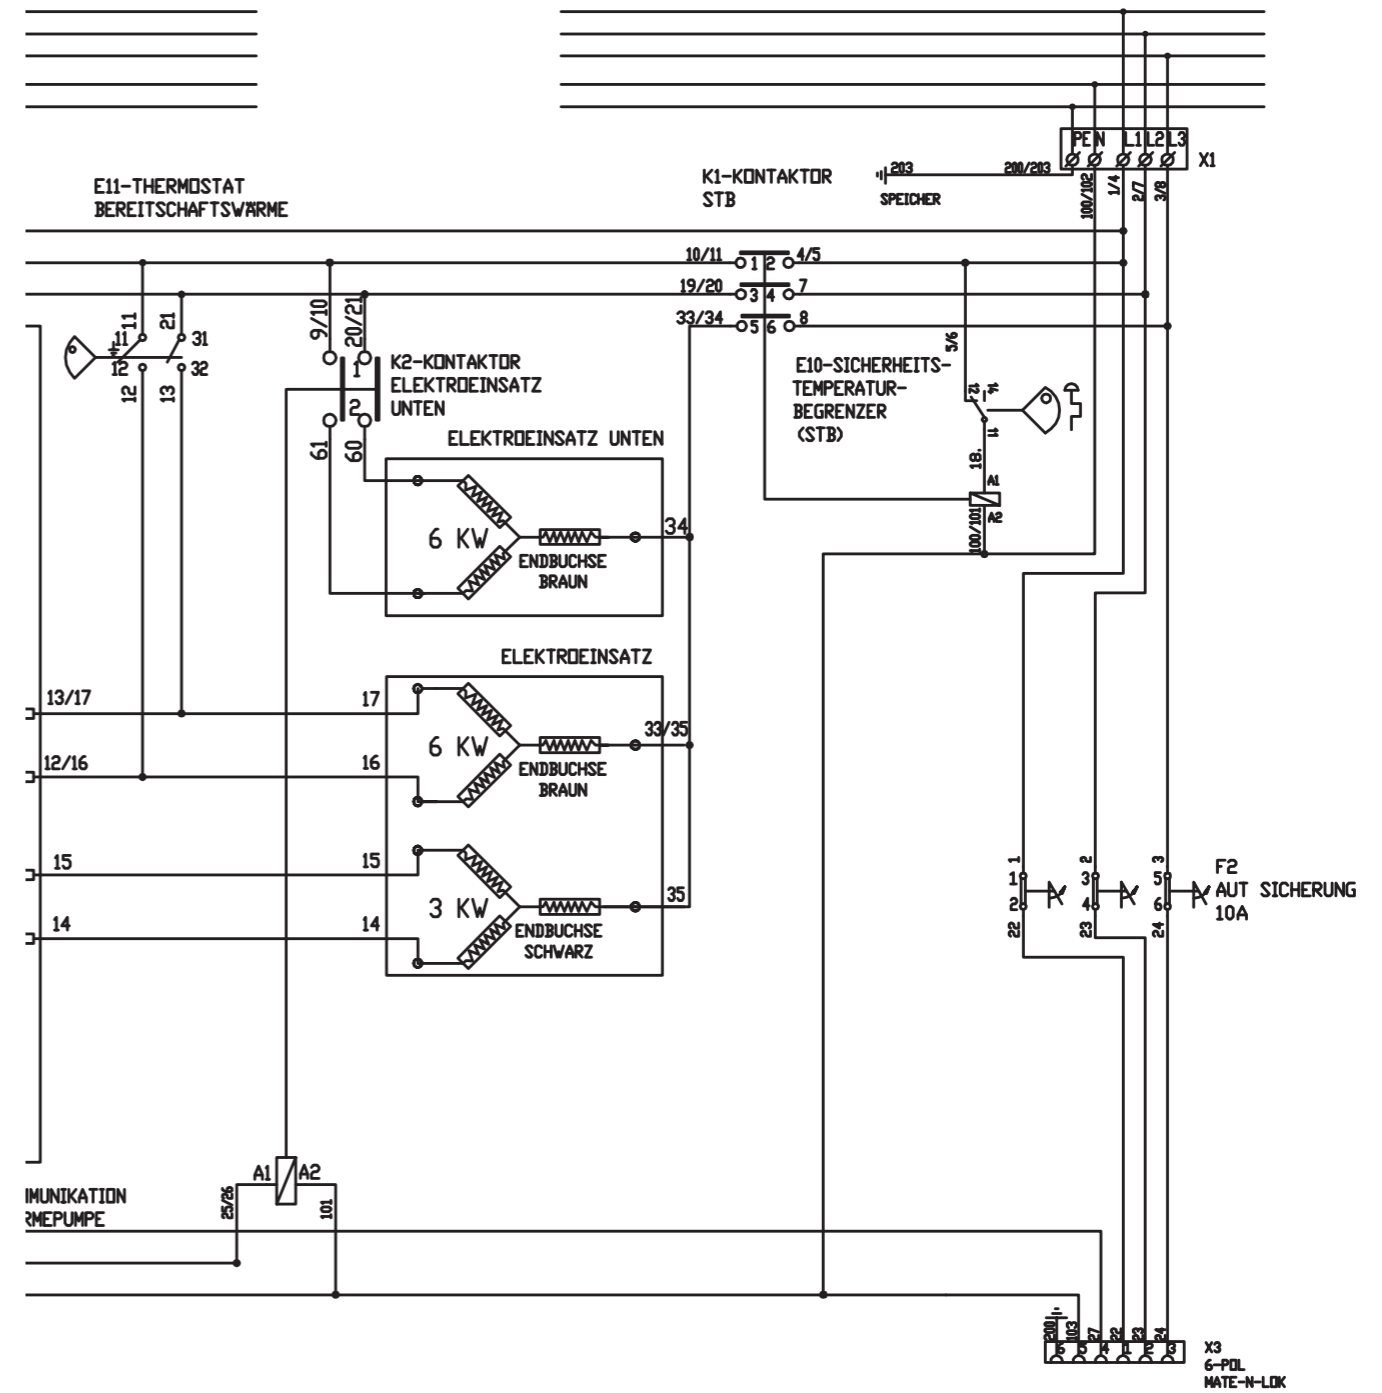 PE N L1 L2 L3
X1
203
200/203
SPEICHER
100/102
1/4
2/7
3/8
K1-KONTAKTOR
STB
E11-THERMOSTAT
BEREITSCHAFTSWÄRME
10/11
1 2
4/5
19/20
3 4
7
33/34
5 6
8
11
21
11
31
12
32
12
13
9/10
20/21
1
2
61
60
K2-KONTAKTOR
ELEKTROEINSATZ
UNTEN
5/6
E10-SICHERHEITS-
TEMPERATUR-
BEGRENZER
(STB)
12
14
11
18.
A1
A2
100/101
ELEKTROEINSATZ UNTEN
6 KW
34
ENDBUCHSE
BRAUN
ELEKTROEINSATZ
13/17
17
6 KW
33/35
12/16
16
ENDBUCHSE
BRAUN
15
15
3 KW
35
14
14
ENDBUCHSE
SCHWARZ
1
2
3
1
2
3
4
5
6
22
23
24
F2
AUT SICHERUNG
10A
A1
A2
25/26
101
MMUNIKATION
RMEPUMPE
200
103
27
22
23
24
6 5 4 1 2 3
X3
6-POL
MATE-N-LOK